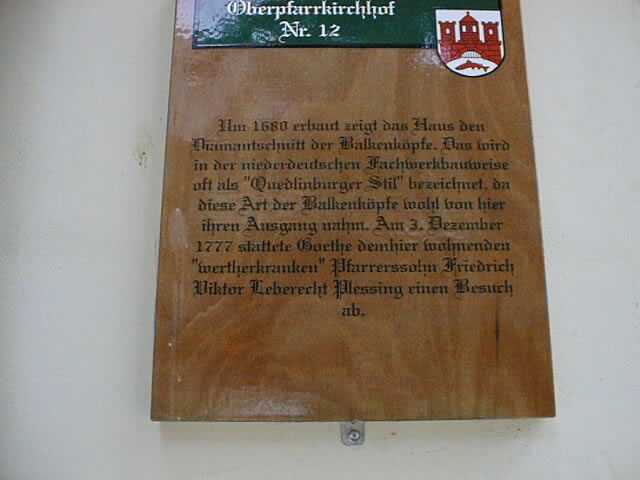 Oberpfarrkirchhof
Nr. 12
Um 1680 erbaut zeigt das Haus den
Diamantschnitt der Balkenköpfe. Das wird
in der niederdeutschen Fachwerkbauweise
oft als "Quedlinburger Stil" bezeichnet, da
diese Art der Balkenköpfe wohl von hier
ihren Ausgang nahm. Am 3. Dezember
1777 stattete Goethe demhier wohnenden
"wertherkranken" Pfarrerssohn Friedrich
Viktor Leberecht Plessing einen Besuch
ab.